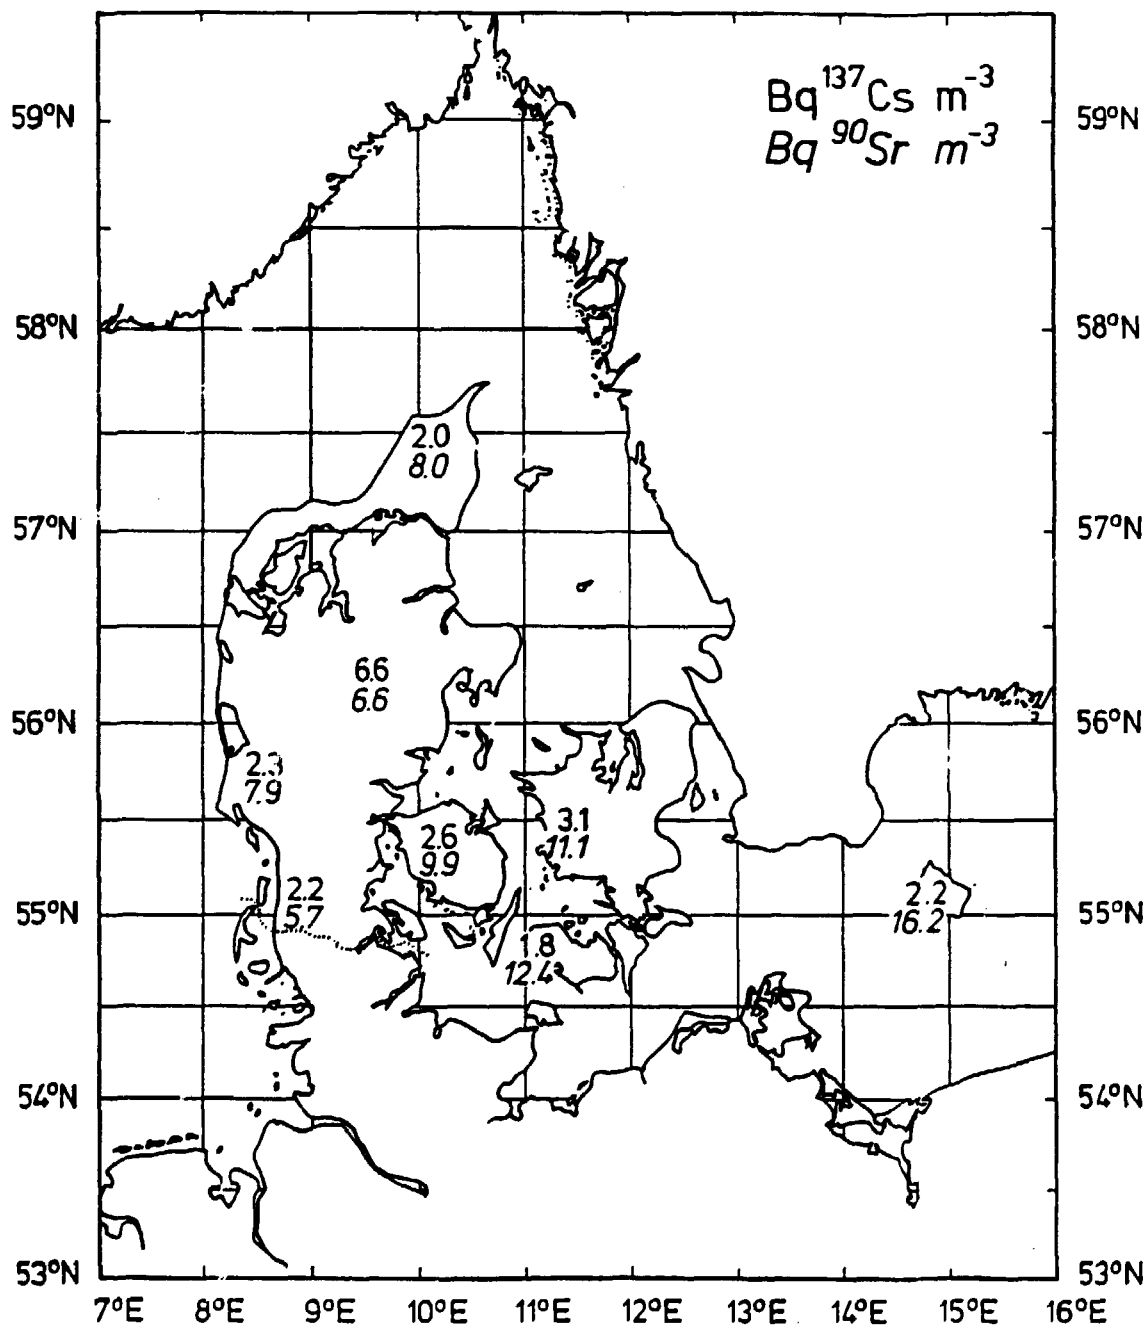 Bq ¹³⁷Cs m⁻³
Bq ⁹⁰Sr m⁻³
59°N 59°N
58°N 58°N
2.0
8.0
57°N 57°N
6.6
6.6
56°N 56°N
2.3
7.9
3.1
11.1
2.6
9.9
2.2
5.7
2.2
16.2
55°N 55°N
1.8
12.4
54°N 54°N
53°N 53°N
7°E 8°E 9°E 10°E 11°E 12°E 13°E 14°E 15°E 16°E